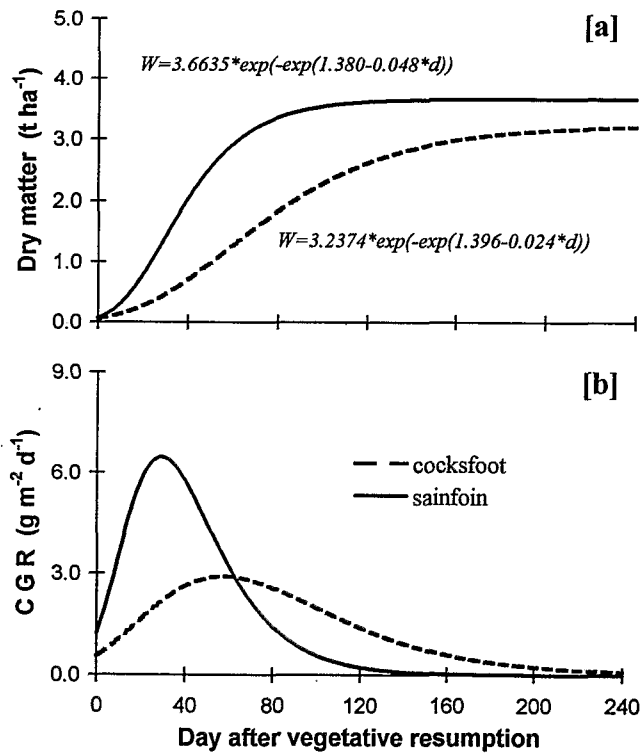 [a]
5.0
4.0
3.0
2.0
1.0
0.0
Dry matter (t ha⁻¹)
W=3.6635*exp(-exp(1.380-0.048*d))
W=3.2374*exp(-exp(1.396-0.024*d))
[b]
9.0
6.0
3.0
0.0
C G R (g m⁻² d⁻¹)
cocksfoot
sainfoin
0 40 80 120 160 200 240
Day after vegetative resumption